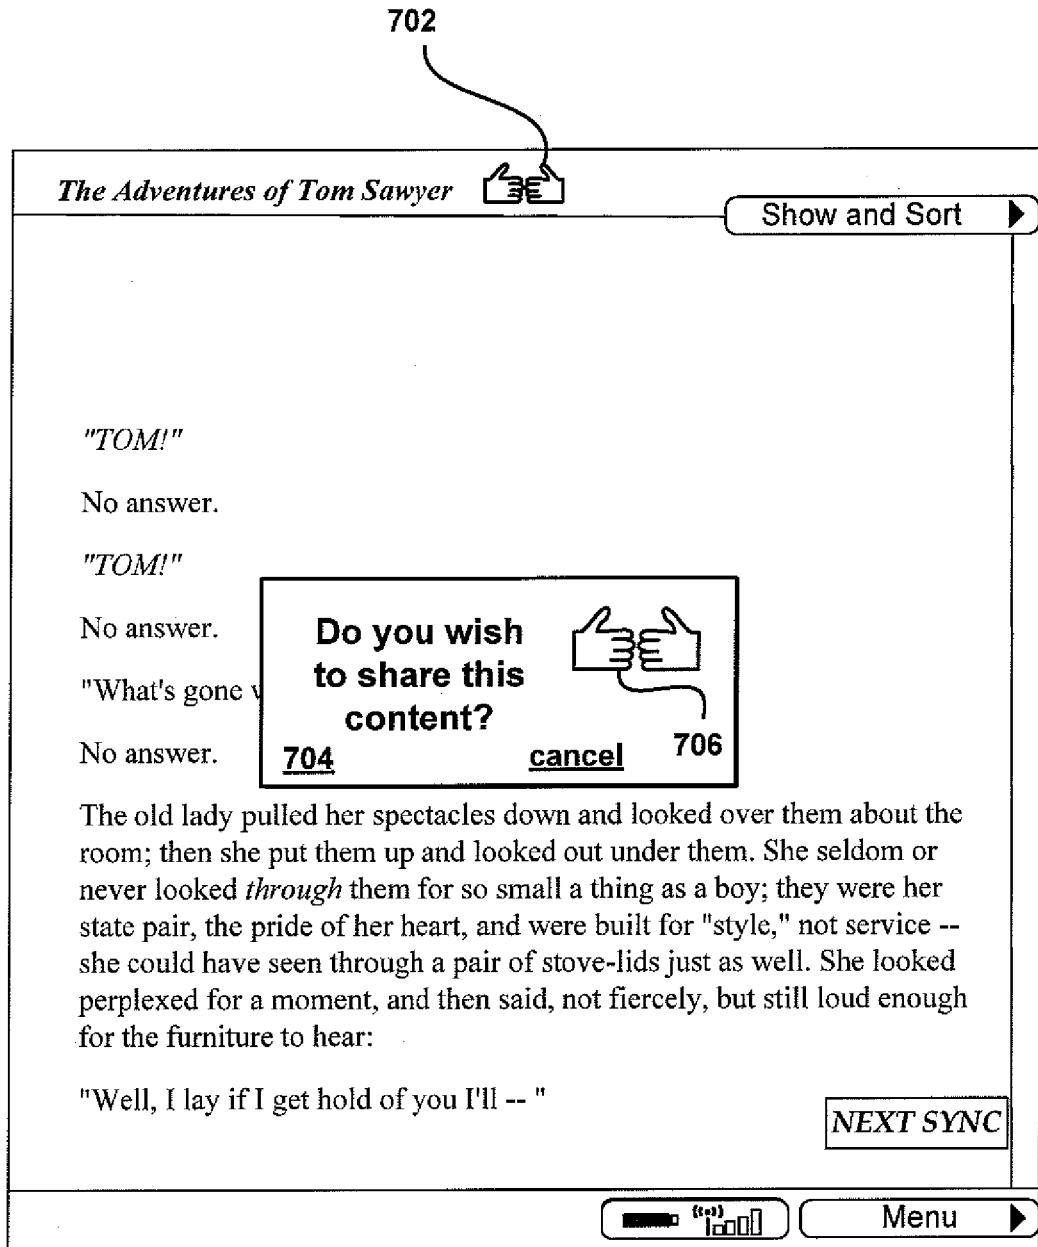 702
The Adventures of Tom Sawyer
Show and Sort
"TOM!"
No answer.
"TOM!"
No answer.
Do you wish
to share this
content?
"What's gone
No answer.
704
cancel
706
The old lady pulled her spectacles down and looked over them about the
room; then she put them up and looked out under them. She seldom or
never looked through them for so small a thing as a boy; they were her
state pair, the pride of her heart, and were built for "style," not service --
she could have seen through a pair of stove-lids just as well. She looked
perplexed for a moment, and then said, not fiercely, but still loud enough
for the furniture to hear:
"Well, I lay if I get hold of you I'll -- "
NEXT SYNC
Menu